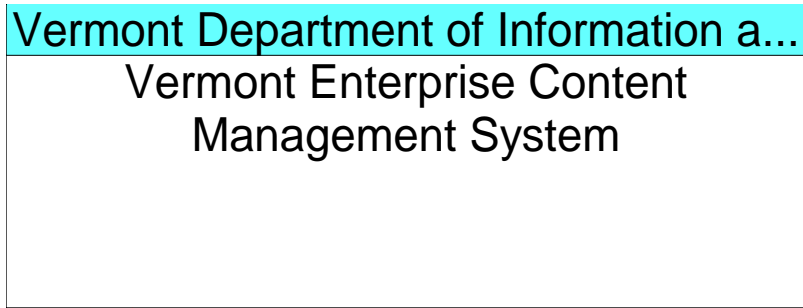 Vermont Department of Information a...
Vermont Enterprise Content
Management System